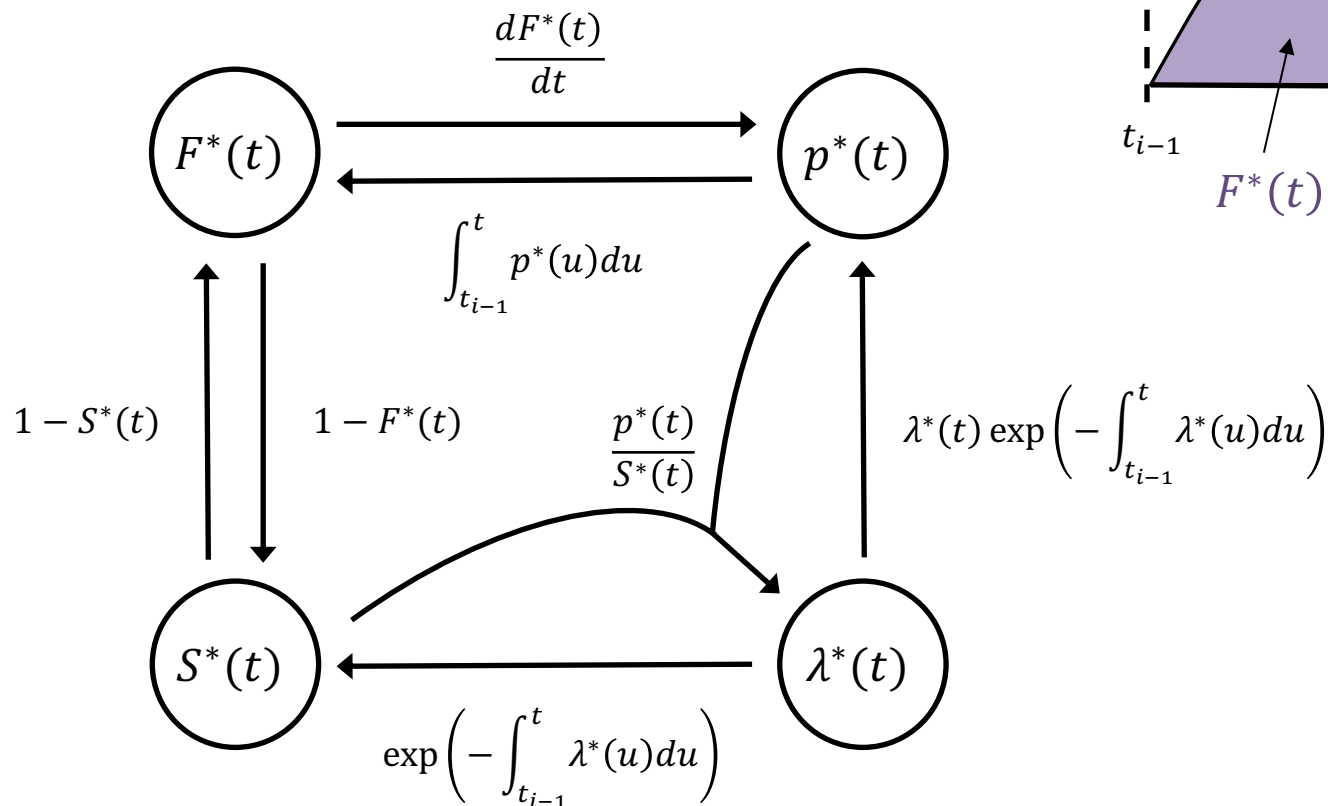 dF*(t)/dt
F*(t)
p*(t)
t_{i−1}
F*(t)
∫_{t_{i−1}}^{t} p*(u)du
1 − S*(t)
1 − F*(t)
p*(t)/S*(t)
λ*(t) exp(−∫_{t_{i−1}}^{t} λ*(u)du)
S*(t)
λ*(t)
exp(−∫_{t_{i−1}}^{t} λ*(u)du)